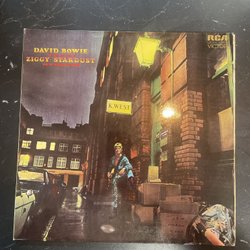 DAVID BOWIE
RCA
VICTOR
ZIGGY STARDUST
K.WEST